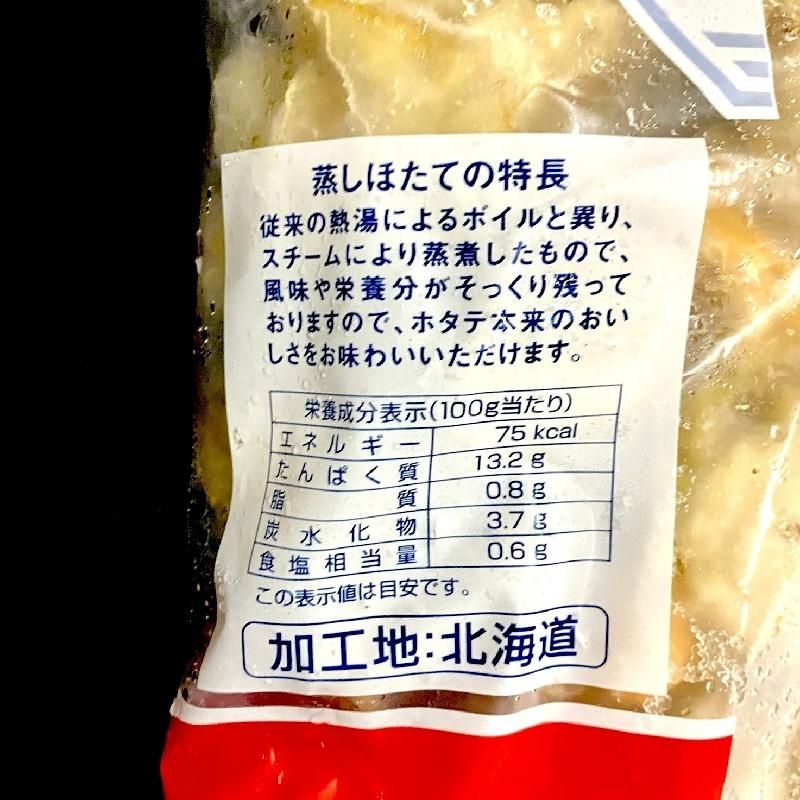 蒸しほたての特長
従来の熱湯によるボイルと異り、
スチームにより蒸煮したもので、
風味や栄養分がそっくり残って
おりますので、ホタテ本来のおい
しさをお味わいいただけます。
栄養成分表示(100g当たり)
エネルギー 75 kcal
たんぱく質 13.2 g
脂質 0.8 g
炭水化物 3.7 g
食塩相当量 0.6 g
この表示値は目安です。
加工地:北海道